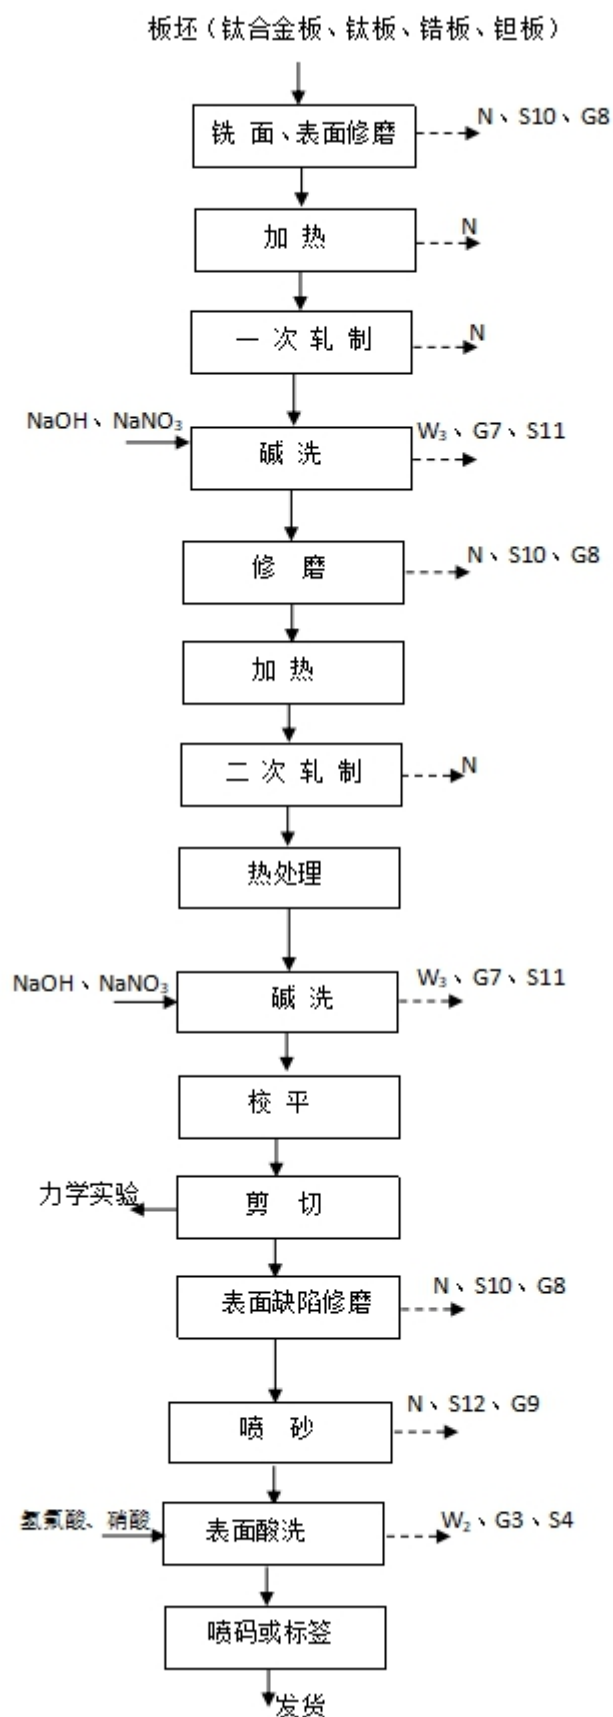 板坯（钛合金板、钛板、锆板、钽板）
铣 面、表面修磨
N、S10、G8
加 热
N
一 次 轧 制
N
NaOH、NaNO₃
碱 洗
W₃、G7、S11
修 磨
N、S10、G8
加 热
二 次 轧 制
N
热处理
NaOH、NaNO₃
碱 洗
W₃、G7、S11
校 平
力学实验
剪 切
表面缺陷修磨
N、S10、G8
喷 砂
N、S12、G9
氢氟酸、硝酸
表面酸洗
W₂、G3、S4
喷码或标签
发货